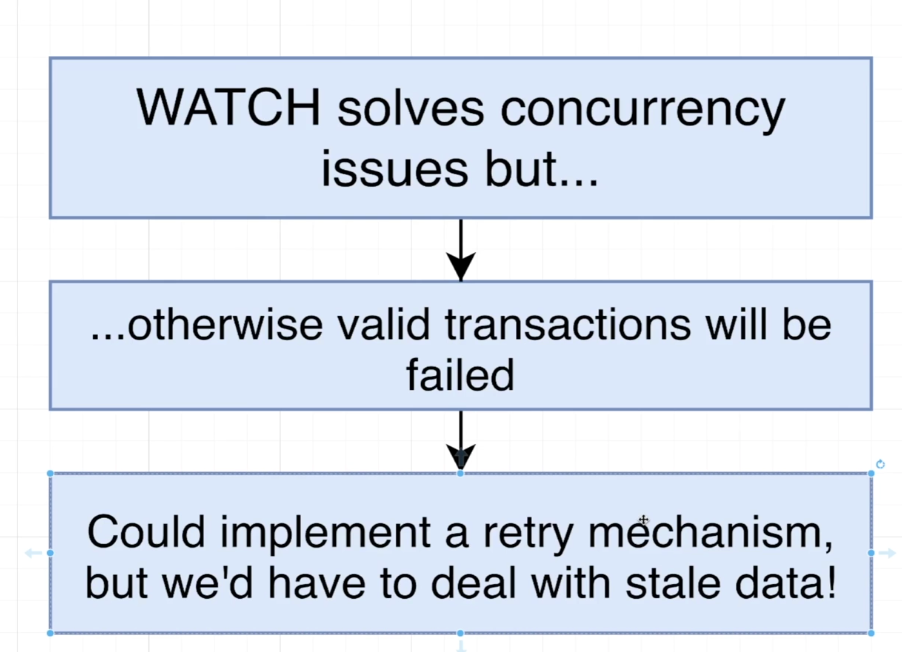 WATCH solves concurrency
issues but...
...otherwise valid transactions will be
failed
Could implement a retry mechanism,
but we'd have to deal with stale data!